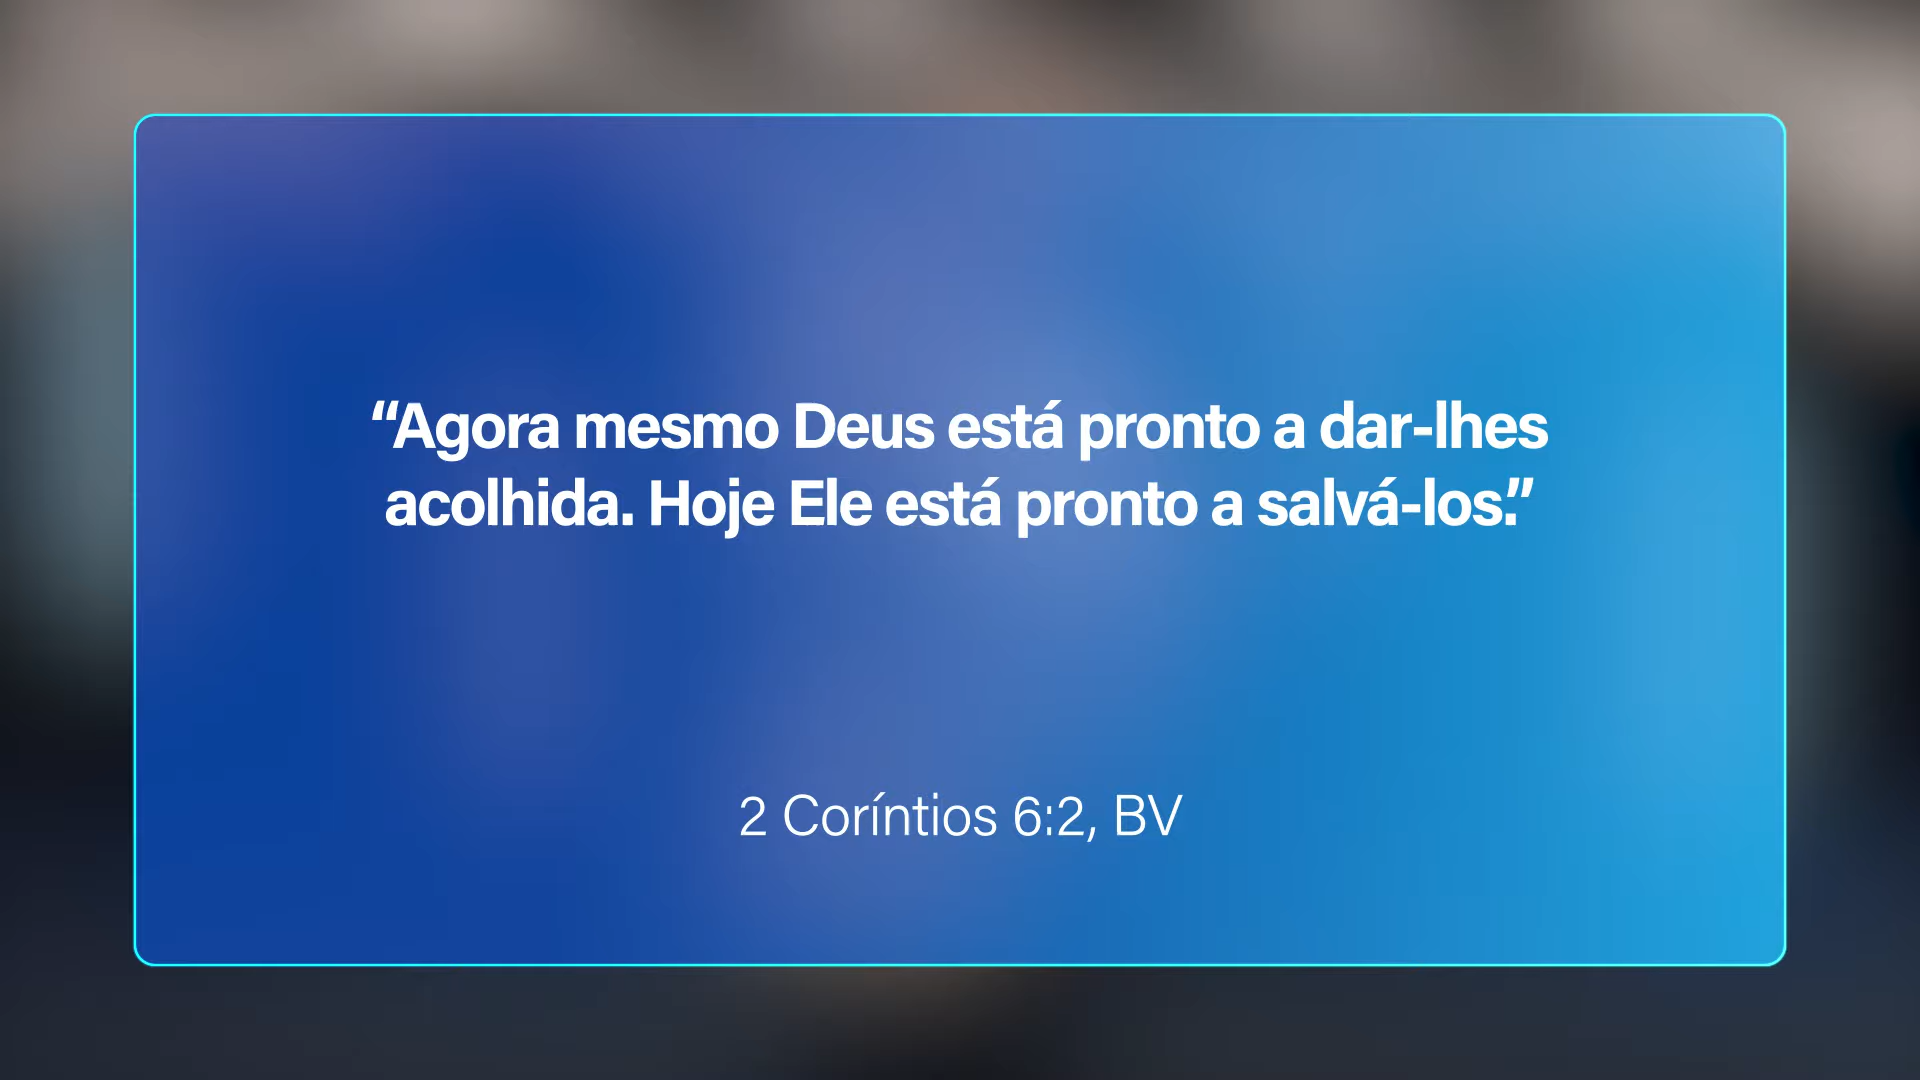 “Agora mesmo Deus está pronto a dar-lhes
acolhida. Hoje Ele está pronto a salvá-los.”
2 Coríntios 6:2, BV